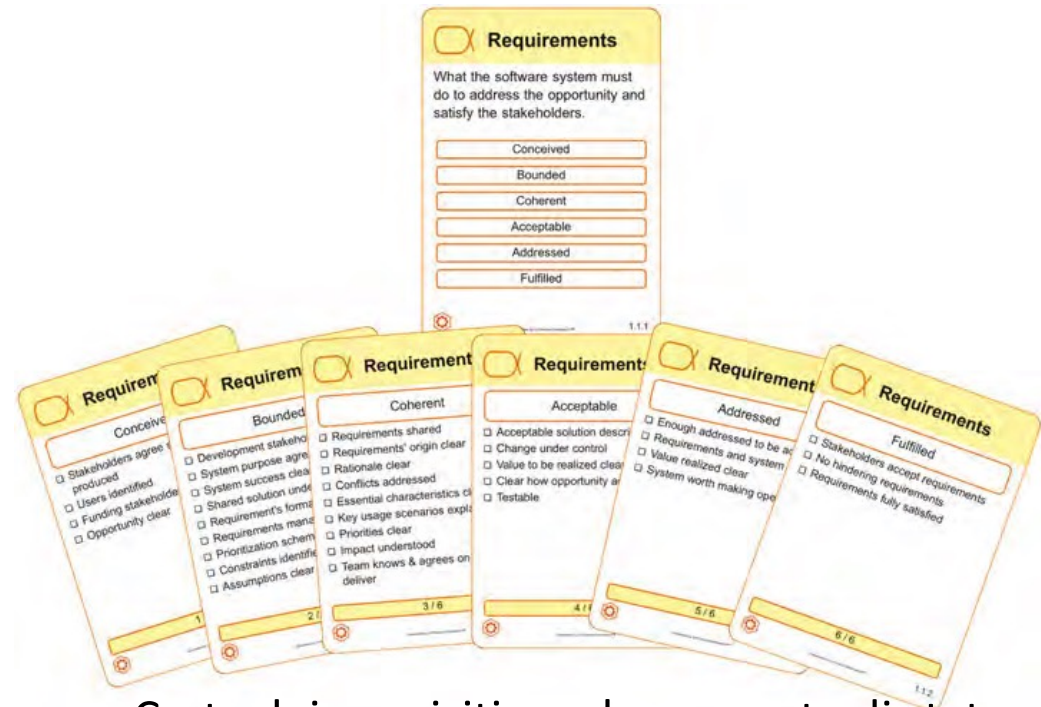 Requirements
What the software system must
do to address the opportunity and
satisfy the stakeholders.
Conceived
Bounded
Coherent
Acceptable
Addressed
Fulfilled
1.1.1
Conceive
☐ Stakeholders agree
produced
☐ Users identified
☐ Funding stakeholde
☐ Opportunity clear
1
Requirem
Bounded
☐ Development stakeho
☐ System purpose agre
☐ System success clea
☐ Shared solution unde
☐ Requirement's forma
☐ Requirements mana
☐ Prioritization schem
☐ Constraints identifie
☐ Assumptions clear
2 /
Requirement
Coherent
☐ Requirements shared
☐ Requirements' origin clear
☐ Rationale clear
☐ Conflicts addressed
☐ Essential characteristics cl
☐ Key usage scenarios expla
☐ Priorities clear
☐ Impact understood
☐ Team knows & agrees on
deliver
3 / 6
Requirements
Acceptable
☐ Acceptable solution descri
☐ Change under control
☐ Value to be realized clea
☐ Clear how opportunity a
☐ Testable
4 /
Requirement
Addressed
☐ Enough addressed to be a
☐ Requirements and system
☐ Value realized clear
☐ System worth making ope
5 / 6
Requirements
Fulfilled
☐ Stakeholders accept requirements
☐ No hindering requirements
☐ Requirements fully satisfied
6 / 6
1.1.2